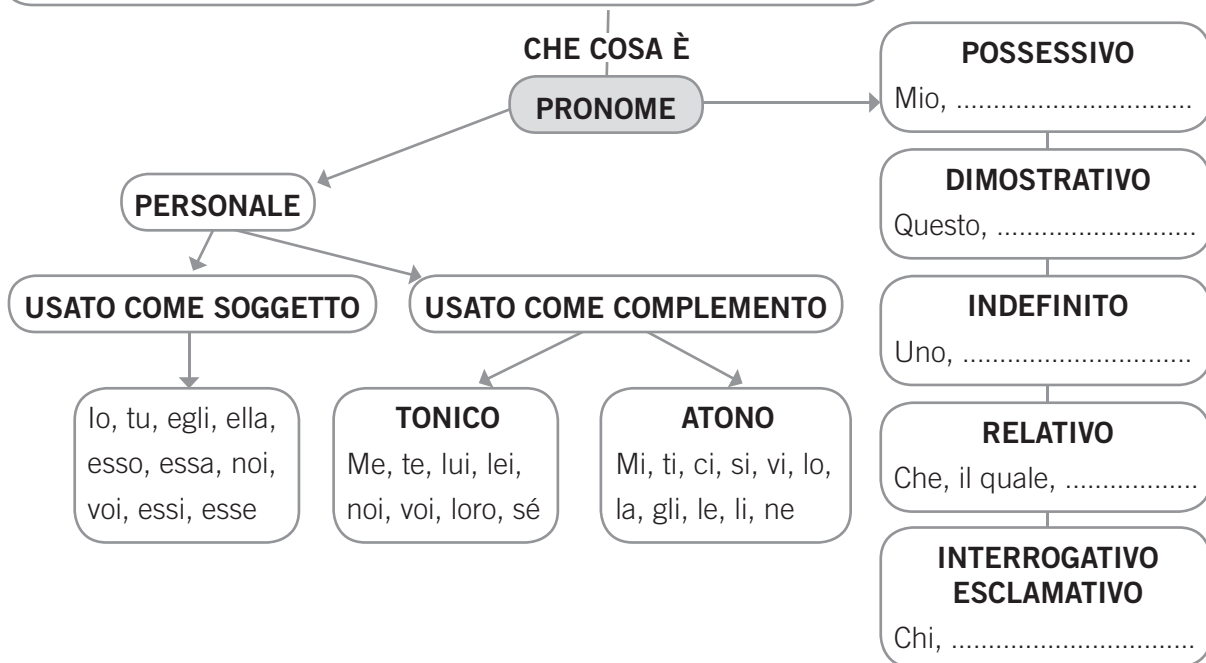 CHE COSA È
PRONOME
PERSONALE
USATO COME SOGGETTO
USATO COME COMPLEMENTO
Io, tu, egli, ella,
esso, essa, noi,
voi, essi, esse
TONICO
Me, te, lui, lei,
noi, voi, loro, sé
ATONO
Mi, ti, ci, si, vi, lo,
la, gli, le, li, ne
POSSESSIVO
Mio, ................................
DIMOSTRATIVO
Questo, ...........................
INDEFINITO
Uno, ...............................
RELATIVO
Che, il quale, ..................
INTERROGATIVO
ESCLAMATIVO
Chi, .................................